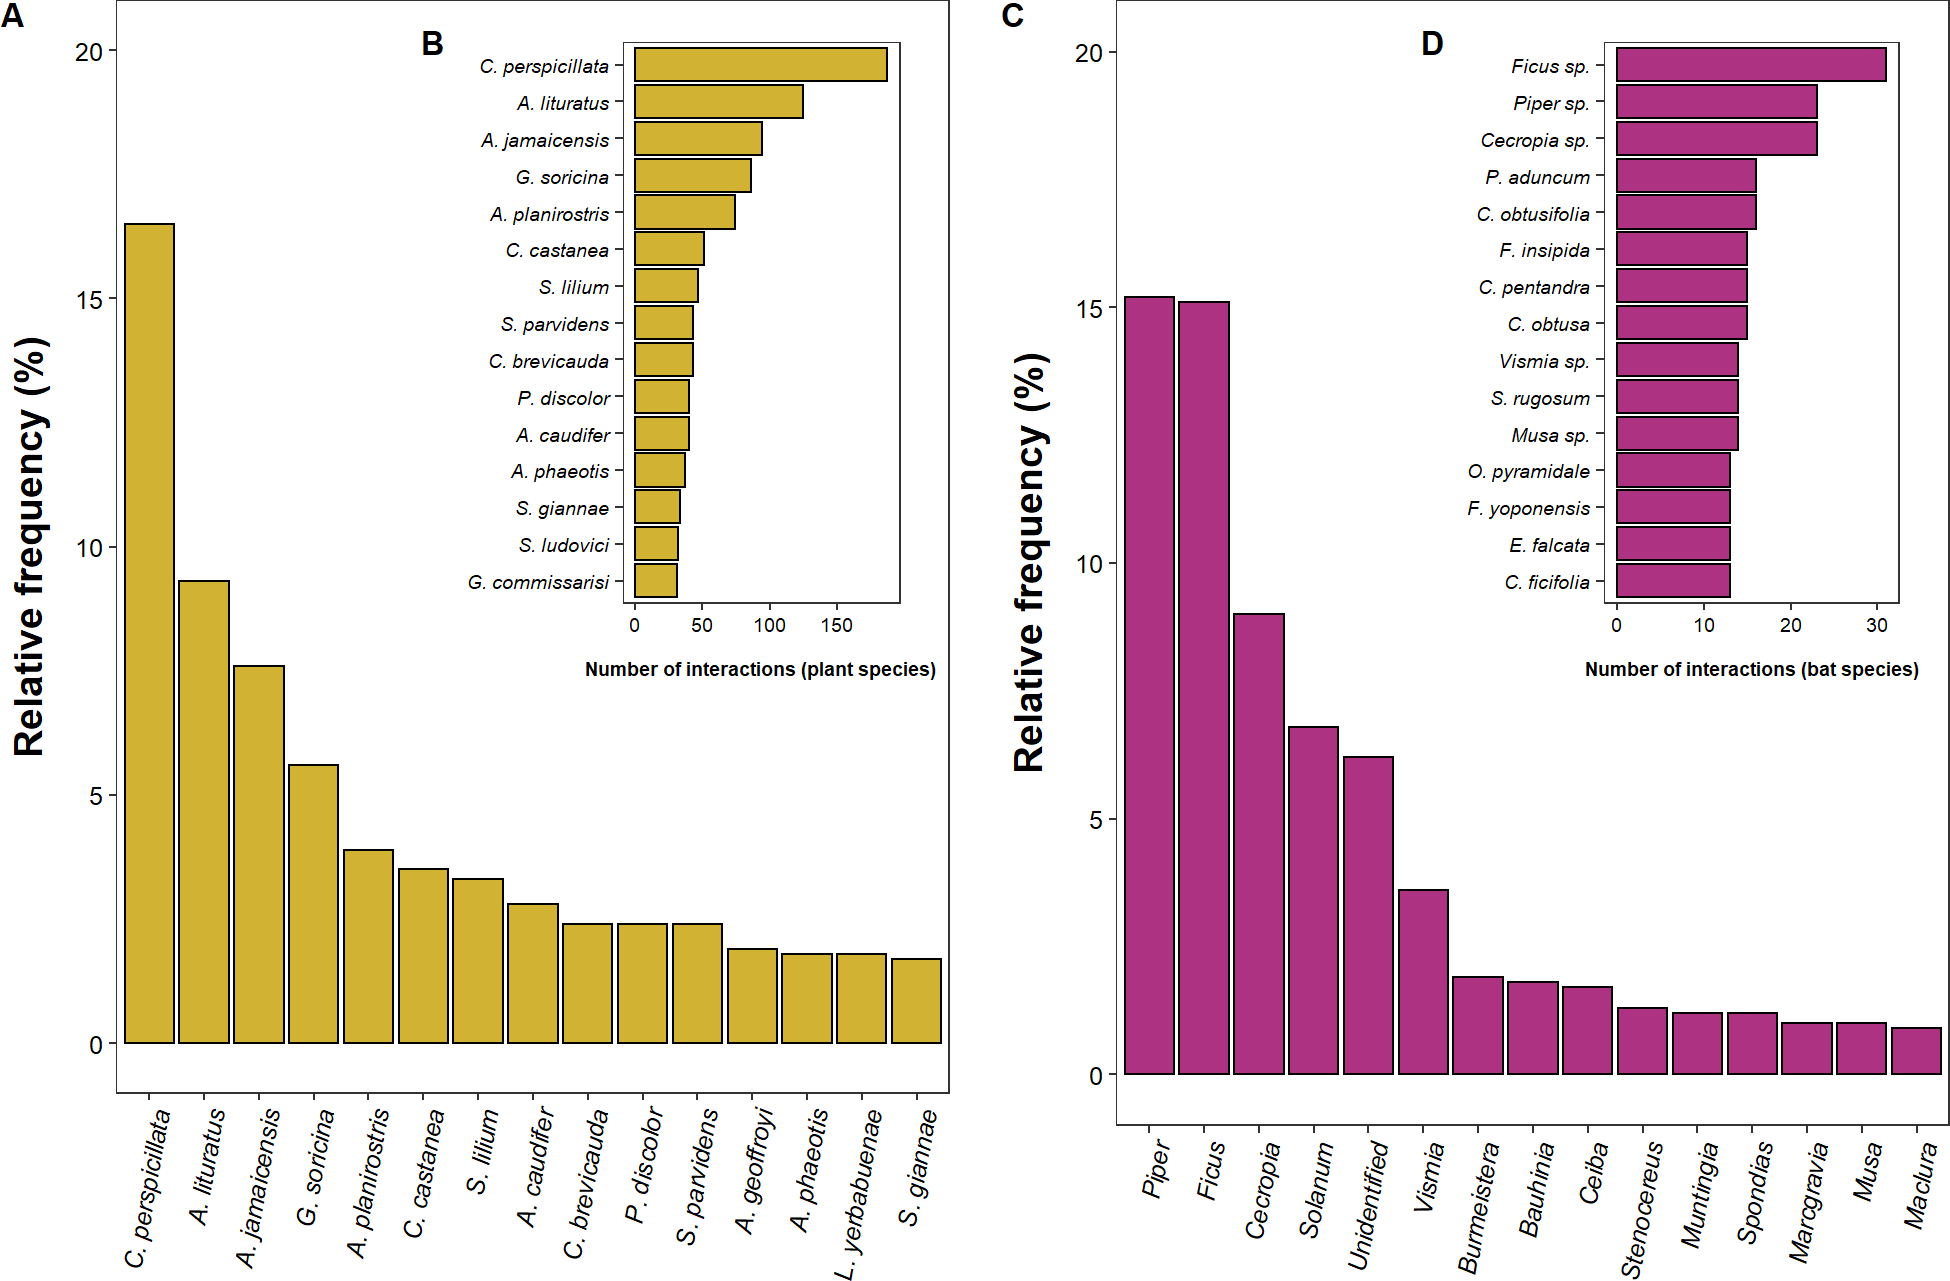 A
20
15
10
5
0
Relative frequency (%)
C. perspicillata
A. lituratus
A. jamaicensis
G. soricina
A. planirostris
C. castanea
S. lilium
A. caudifer
C. brevicauda
P. discolor
S. parvidens
A. geoffroyi
A. phaeotis
L. yerbabuenae
S. giannae
B
C. perspicillata
A. lituratus
A. jamaicensis
G. soricina
A. planirostris
C. castanea
S. lilium
S. parvidens
C. brevicauda
P. discolor
A. caudifer
A. phaeotis
S. giannae
S. ludovici
G. commissarisi
0 50 100 150
Number of interactions (plant species)
C
20
15
10
5
0
Relative frequency (%)
Piper
Ficus
Cecropia
Solanum
Unidentified
Vismia
Burmeistera
Bauhinia
Ceiba
Stenocereus
Muntingia
Spondias
Marcgravia
Musa
Maclura
D
Ficus sp.
Piper sp.
Cecropia sp.
P. aduncum
C. obtusifolia
F. insipida
C. pentandra
C. obtusa
Vismia sp.
S. rugosum
Musa sp.
O. pyramidale
F. yoponensis
E. falcata
C. ficifolia
0 10 20 30
Number of interactions (bat species)